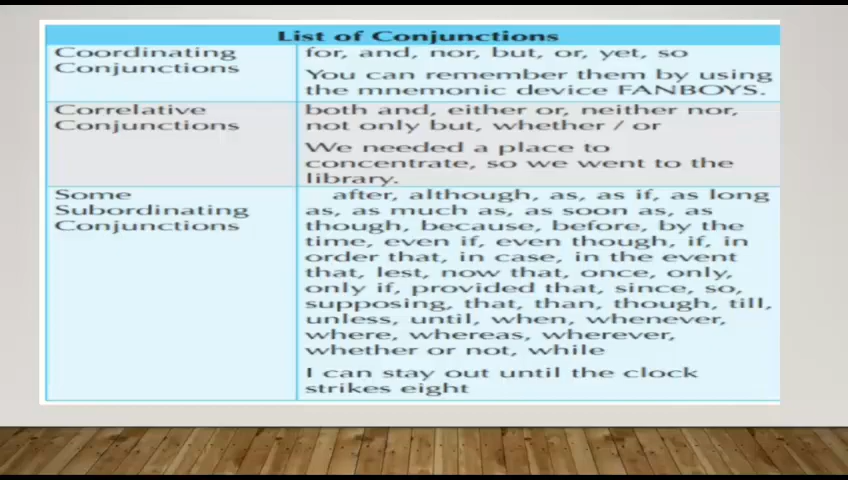 List of Conjunctions
Coordinating
Conjunctions
for, and, nor, but, or, yet, so
You can remember them by using
the mnemonic device FANBOYS.
Correlative
Conjunctions
both and, either or, neither nor,
not only but, whether / or
We needed a place to
concentrate, so we went to the
library.
Some
Subordinating
Conjunctions
after, although, as, as if, as long
as, as much as, as soon as, as
though, because, before, by the
time, even if, even though, if, in
order that, in case, in the event
that, lest, now that, once, only,
only if, provided that, since, so,
supposing, that, than, though, till,
unless, until, when, whenever,
where, whereas, wherever,
whether or not, while
I can stay out until the clock
strikes eight